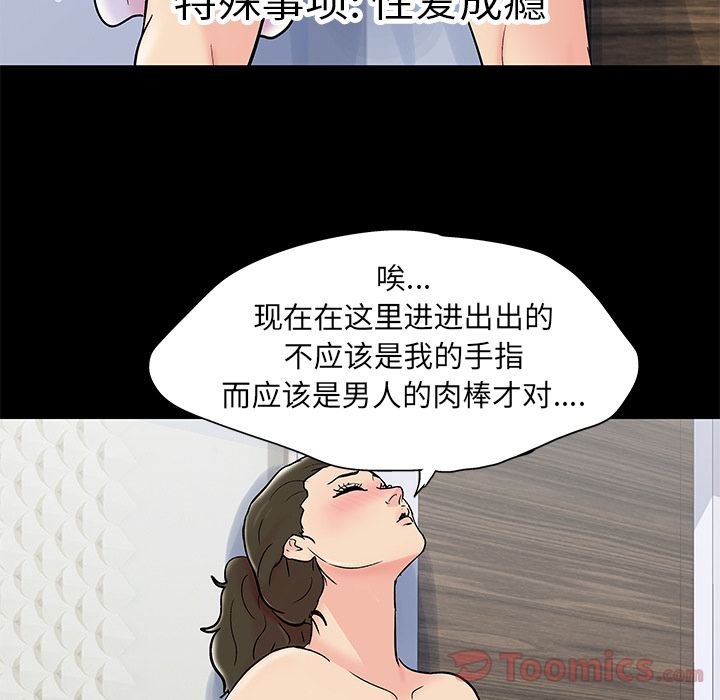 特殊事项:性爱成瘾
唉...
现在在这里进进出出的
不应该是我的手指
而应该是男人的肉棒才对....
Toomics.com